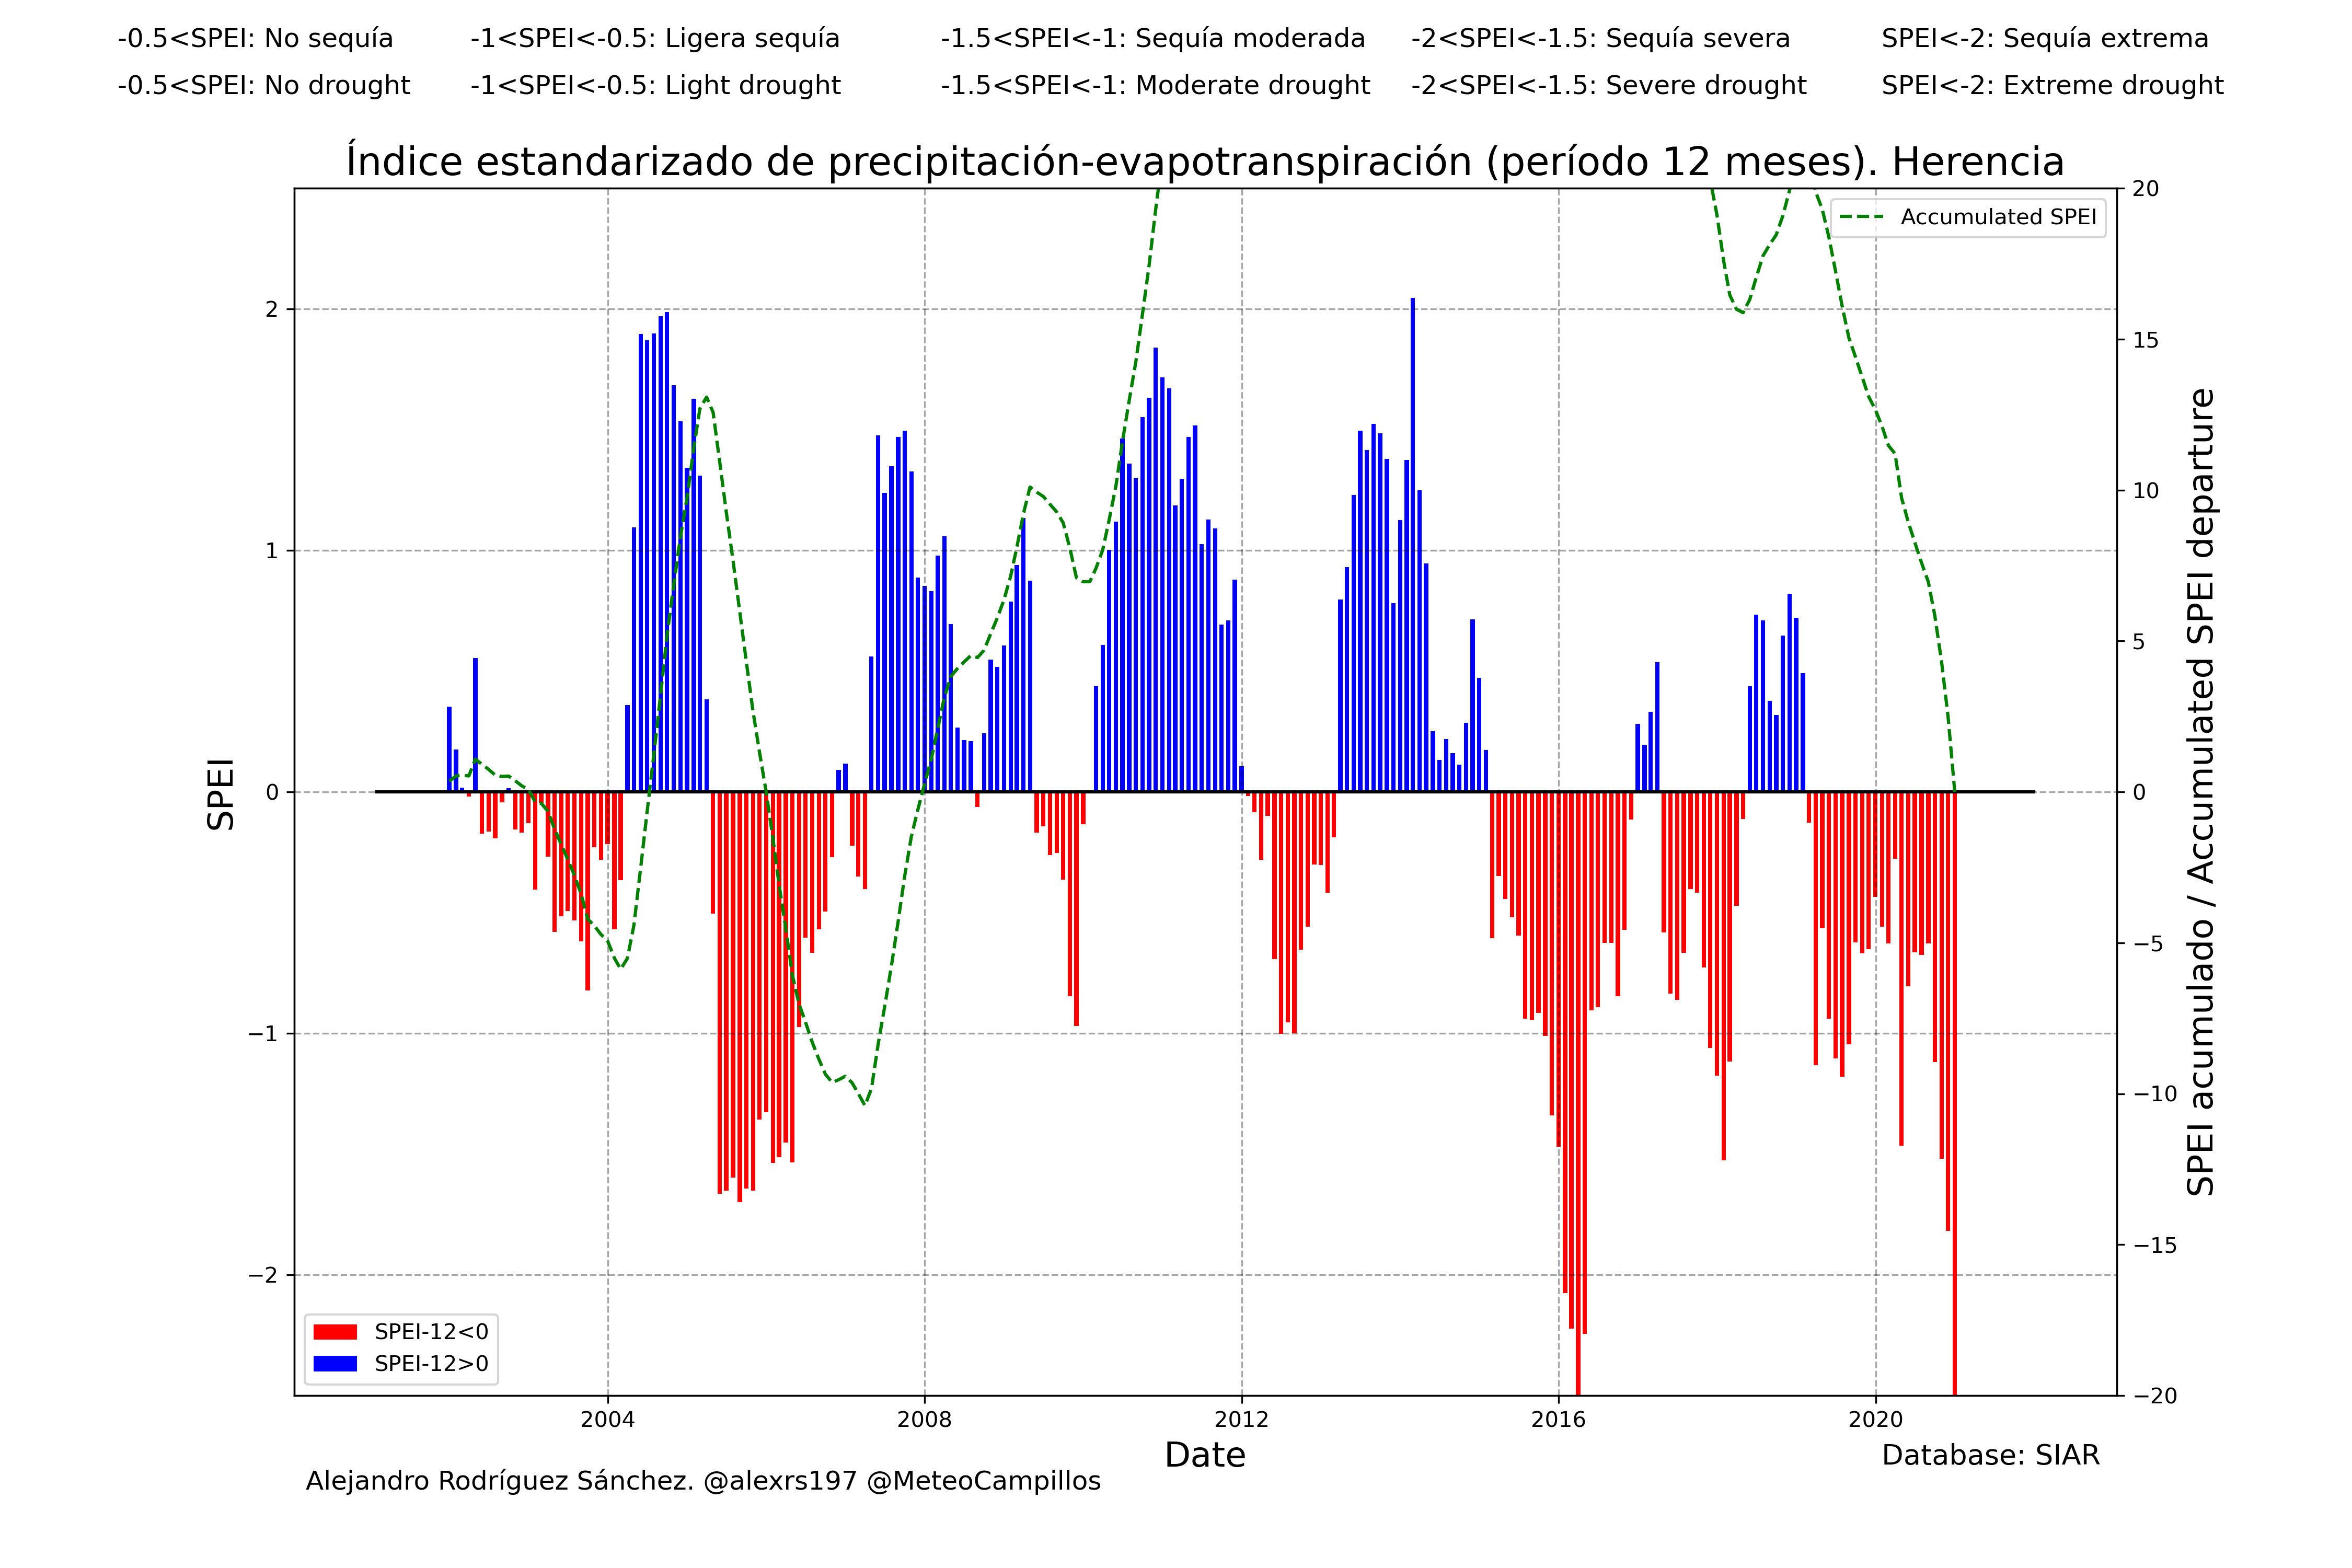 -0.5<SPEI: No sequía -1<SPEI<-0.5: Ligera sequía -1.5<SPEI<-1: Sequía moderada -2<SPEI<-1.5: Sequía severa SPEI<-2: Sequía extrema
-0.5<SPEI: No drought -1<SPEI<-0.5: Light drought -1.5<SPEI<-1: Moderate drought -2<SPEI<-1.5: Severe drought SPEI<-2: Extreme drought
Índice estandarizado de precipitación-evapotranspiración (período 12 meses). Herencia
Accumulated SPEI
SPEI
2
1
0
−1
−2
20
15
10
5
0
−5
−10
−15
−20
SPEI acumulado / Accumulated SPEI departure
SPEI-12<0
SPEI-12>0
2004 2008 2012 2016 2020
Date
Database: SIAR
Alejandro Rodríguez Sánchez. @alexrs197 @MeteoCampillos